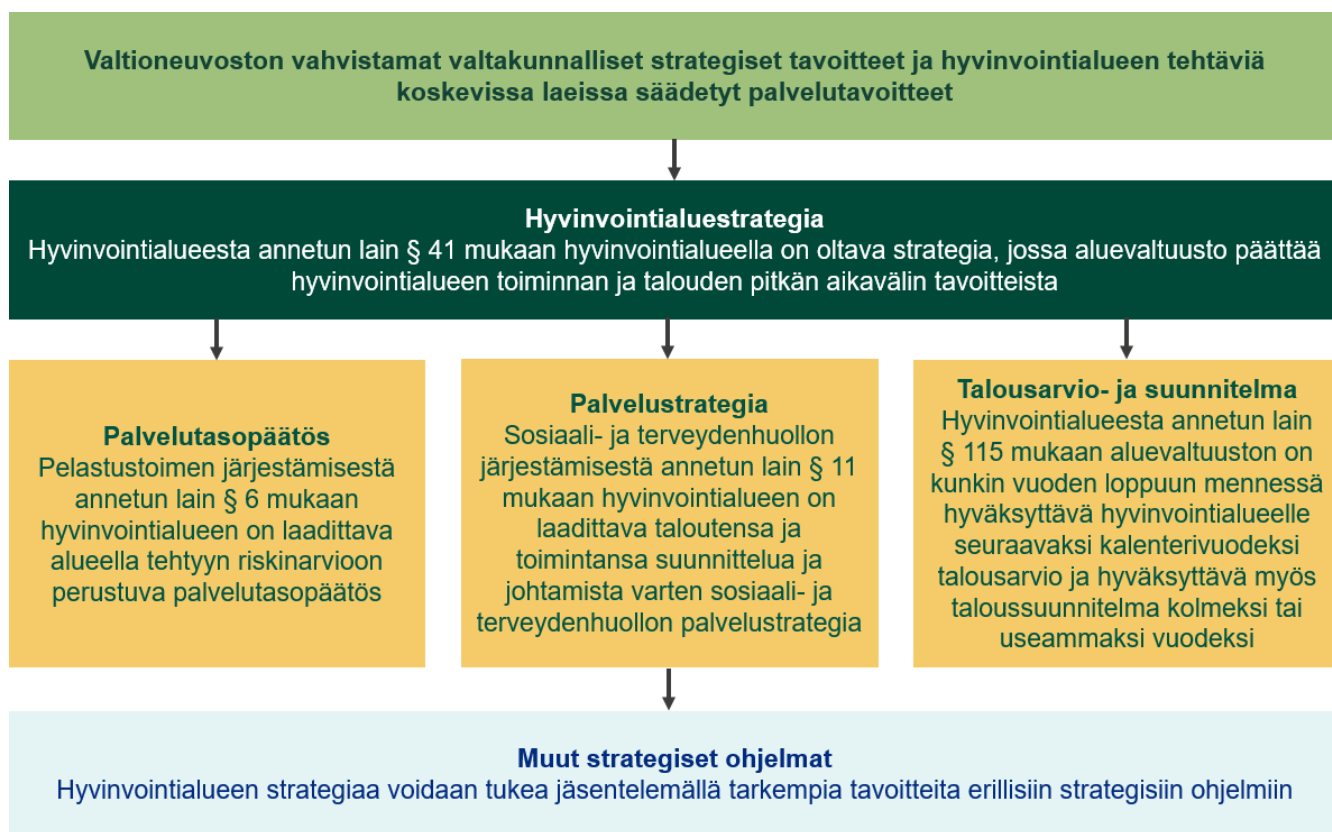 Valtioneuvoston vahvistamat valtakunnalliset strategiset tavoitteet ja hyvinvointialueen tehtäviä
koskevissa laeissa säädetyt palvelutavoitteet
Hyvinvointialuestrategia
Hyvinvointialueesta annetun lain § 41 mukaan hyvinvointialueella on oltava strategia, jossa aluevaltuusto päättää
hyvinvointialueen toiminnan ja talouden pitkän aikavälin tavoitteista
Palvelutasopäätös
Pelastustoimen järjestämisestä
annetun lain § 6 mukaan
hyvinvointialueen on laadittava
alueella tehtyyn riskinarvioon
perustuva palvelutasopäätös
Palvelustrategia
Sosiaali- ja terveydenhuollon
järjestämisestä annetun lain § 11
mukaan hyvinvointialueen on
laadittava taloutensa ja
toimintansa suunnittelua ja
johtamista varten sosiaali- ja
terveydenhuollon palvelustrategia
Talousarvio- ja suunnitelma
Hyvinvointialueesta annetun lain
§ 115 mukaan aluevaltuuston on
kunkin vuoden loppuun mennessä
hyväksyttävä hyvinvointialueelle
seuraavaksi kalenterivuodeksi
talousarvio ja hyväksyttävä myös
taloussuunnitelma kolmeksi tai
useammaksi vuodeksi
Muut strategiset ohjelmat
Hyvinvointialueen strategiaa voidaan tukea jäsentelemällä tarkempia tavoitteita erillisiin strategisiin ohjelmiin